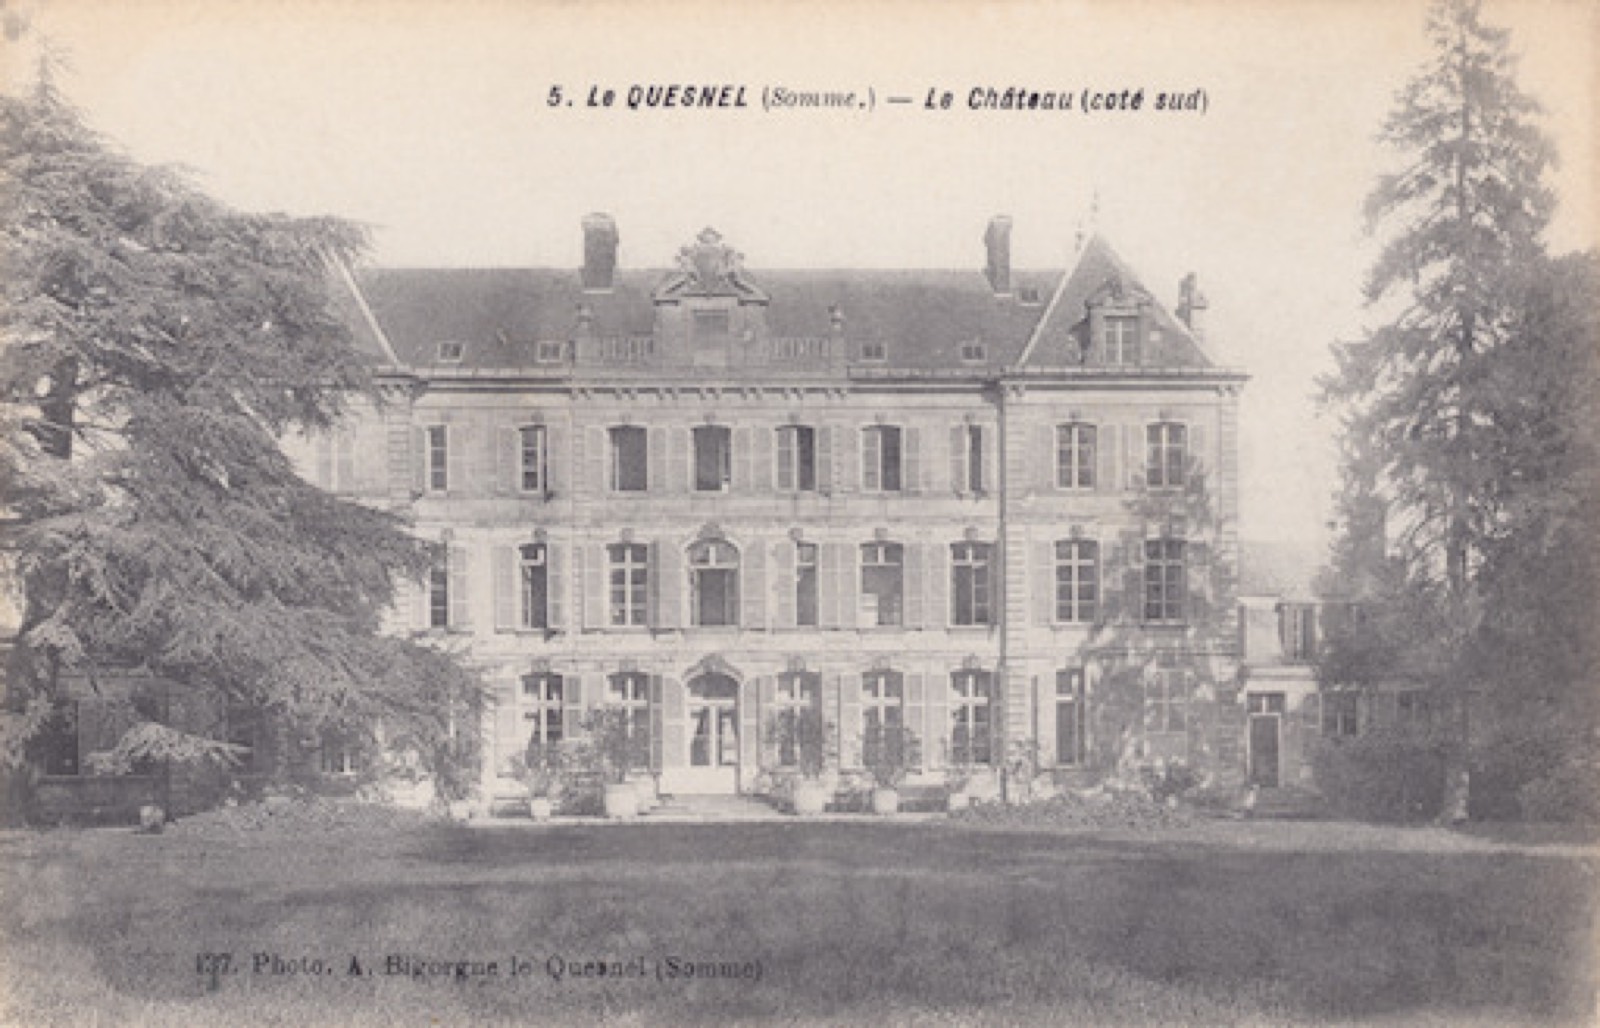 5. Le QUESNEL (Somme.) — Le Château (coté sud)
137. Photo. A. Bigorgne le Quesnel (Somme)